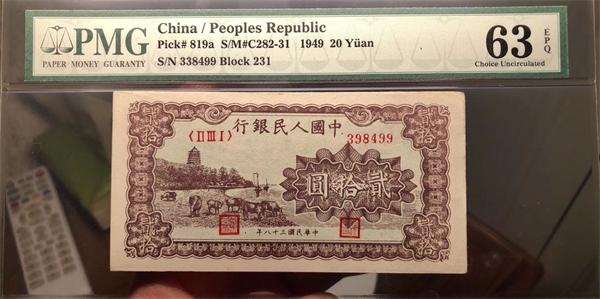 PMG
PAPER MONEY GUARANTY
China / Peoples Republic
Pick# 819a S/M#C282-31 1949 20 Yüan
S/N 338499 Block 231
63
EPQ
Choice Uncirculated
行銀民人國中
〈II III I〉
398499
圓拾貳
貳拾
貳拾
貳拾
貳拾
年八十三國民華中